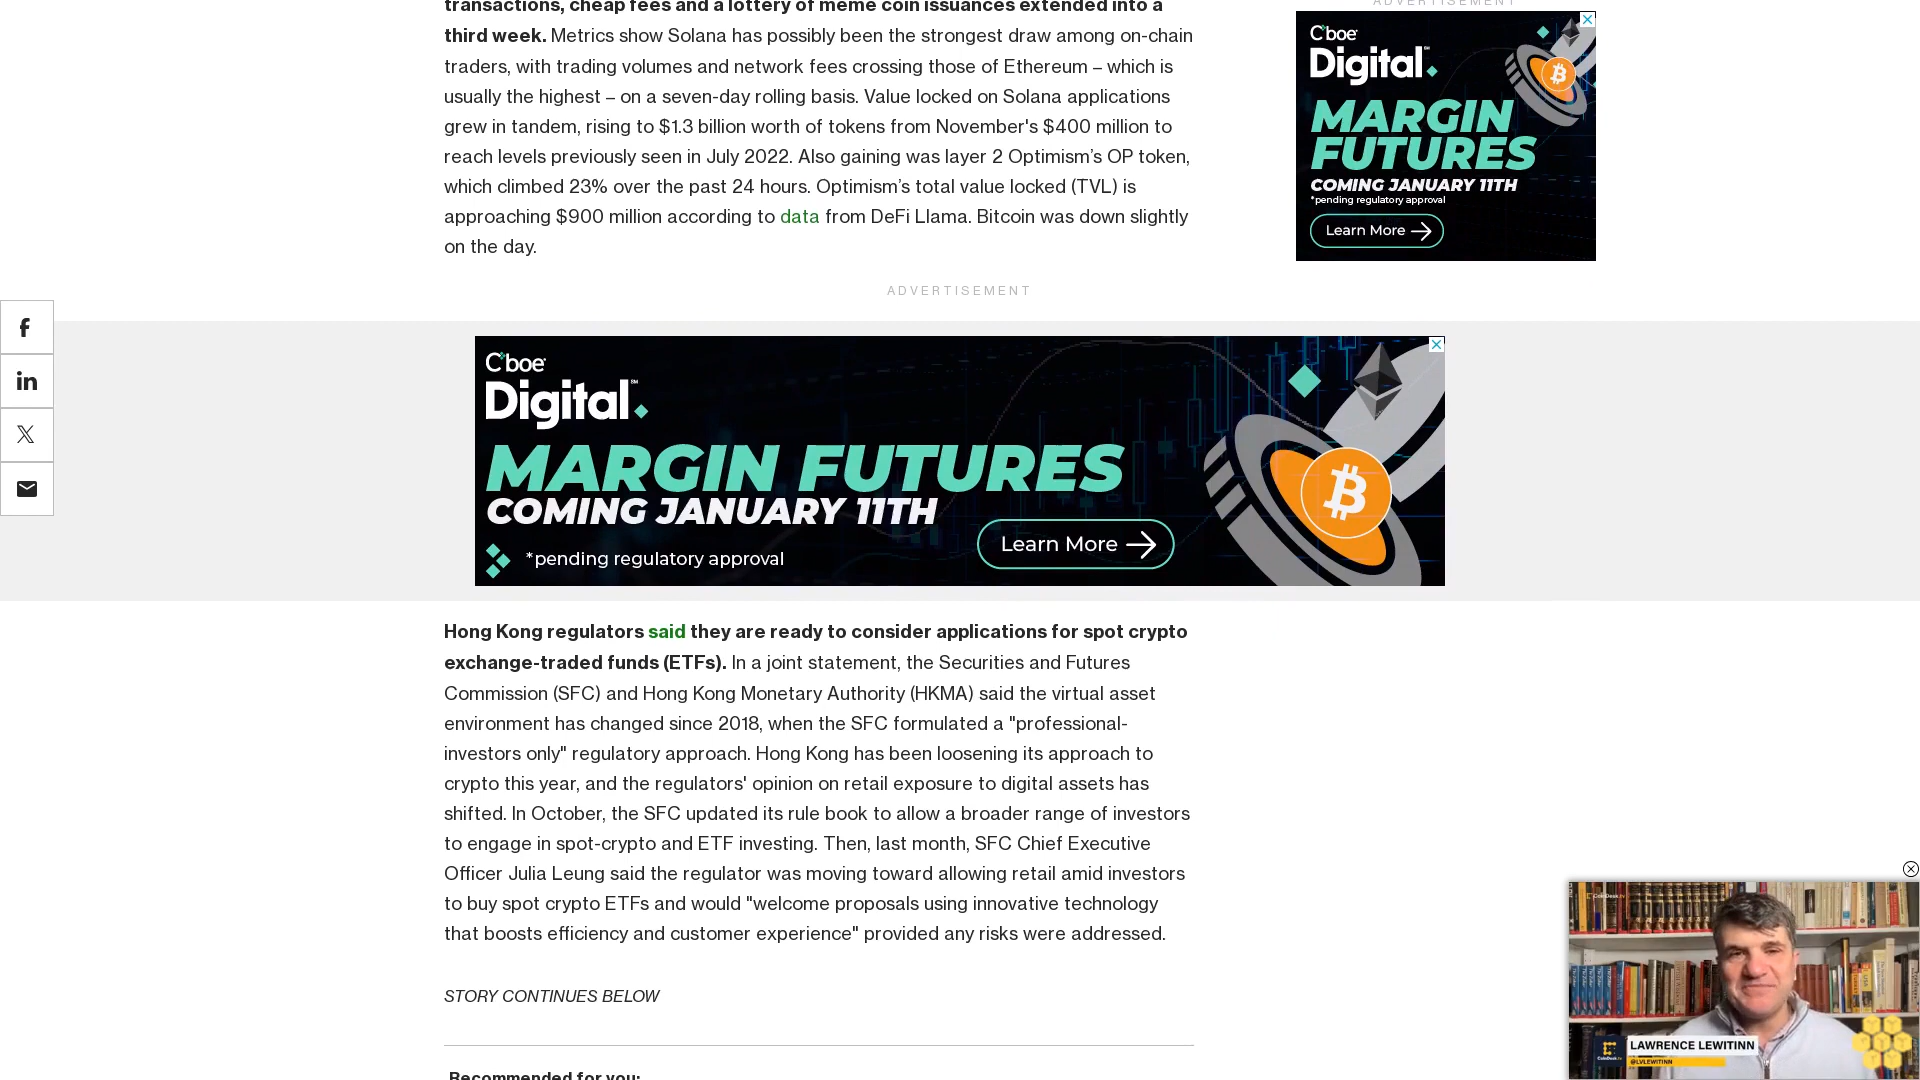 transactions, cheap fees and a lottery of meme coin issuances extended into a
third week. Metrics show Solana has possibly been the strongest draw among on-chain
traders, with trading volumes and network fees crossing those of Ethereum – which is
usually the highest – on a seven-day rolling basis. Value locked on Solana applications
grew in tandem, rising to $1.3 billion worth of tokens from November's $400 million to
reach levels previously seen in July 2022. Also gaining was layer 2 Optimism’s OP token,
which climbed 23% over the past 24 hours. Optimism’s total value locked (TVL) is
approaching $900 million according to data from DeFi Llama. Bitcoin was down slightly
on the day.
ADVERTISEMENT
Cboe
Digital
MARGIN
FUTURES
COMING JANUARY 11TH
*pending regulatory approval
Learn More
ADVERTISEMENT
Cboe
Digital
MARGIN FUTURES
COMING JANUARY 11TH
*pending regulatory approval
Learn More
Hong Kong regulators said they are ready to consider applications for spot crypto
exchange-traded funds (ETFs). In a joint statement, the Securities and Futures
Commission (SFC) and Hong Kong Monetary Authority (HKMA) said the virtual asset
environment has changed since 2018, when the SFC formulated a "professional-
investors only" regulatory approach. Hong Kong has been loosening its approach to
crypto this year, and the regulators' opinion on retail exposure to digital assets has
shifted. In October, the SFC updated its rule book to allow a broader range of investors
to engage in spot-crypto and ETF investing. Then, last month, SFC Chief Executive
Officer Julia Leung said the regulator was moving toward allowing retail amid investors
to buy spot crypto ETFs and would "welcome proposals using innovative technology
that boosts efficiency and customer experience" provided any risks were addressed.
STORY CONTINUES BELOW
Recommended for you:
LAWRENCE LEWITINN
@LVLEWITINN